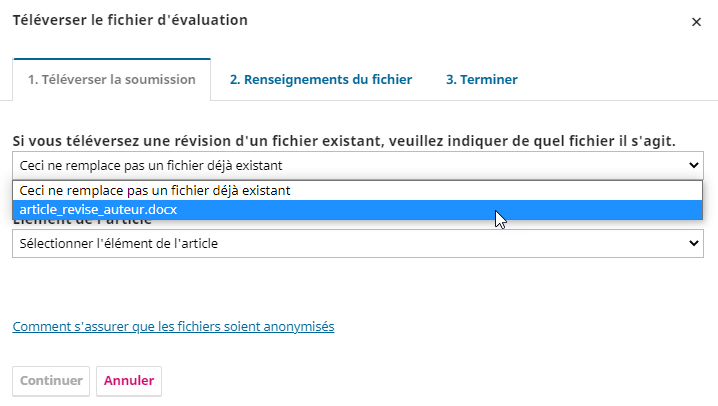 Téléverser le fichier d'évaluation
×
1. Téléverser la soumission 2. Renseignements du fichier 3. Terminer
Si vous téléversez une révision d'un fichier existant, veuillez indiquer de quel fichier il s'agit.
Ceci ne remplace pas un fichier déjà existant
Ceci ne remplace pas un fichier déjà existant
article_revise_auteur.docx
Élément de l'article
Sélectionner l'élément de l'article
Comment s'assurer que les fichiers soient anonymisés
Continuer Annuler